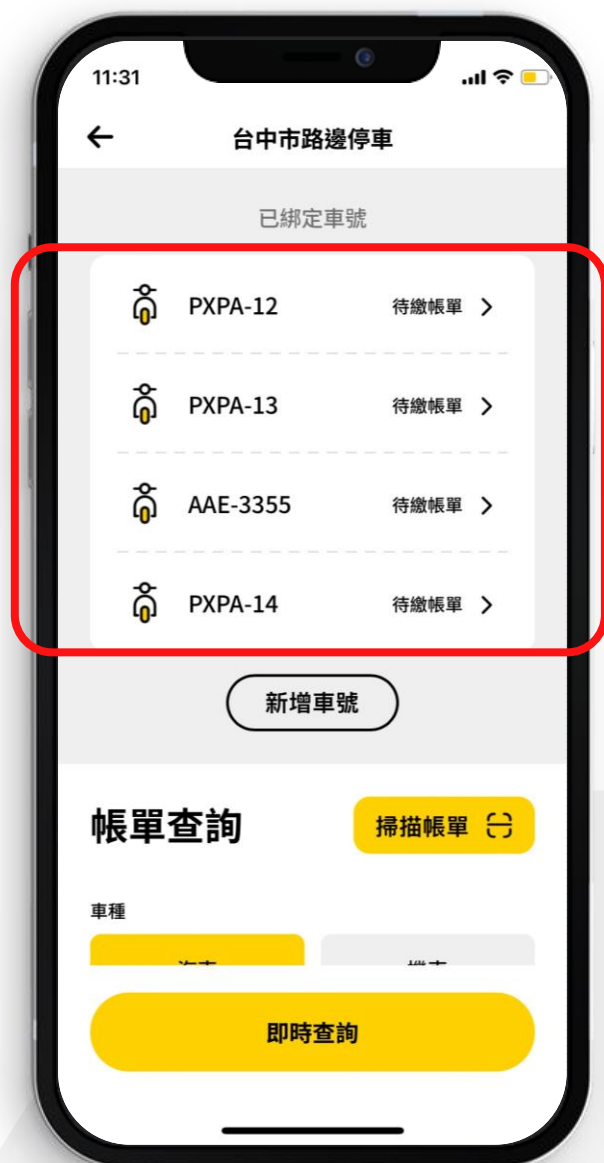 11:31
台中市路邊停車
已綁定車號
PXPA-12 待繳帳單
PXPA-13 待繳帳單
AAE-3355 待繳帳單
PXPA-14 待繳帳單
新增車號
帳單查詢 掃描帳單
車種
即時查詢